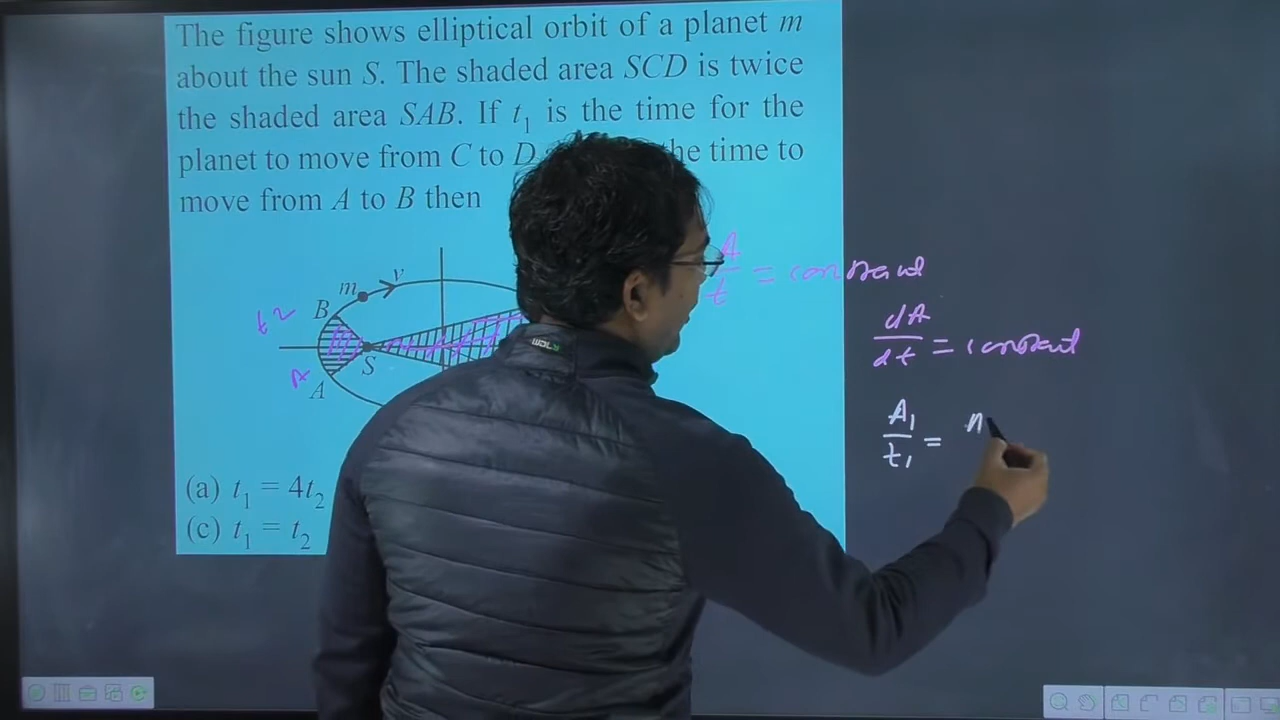 The figure shows elliptical orbit of a planet m
about the sun S. The shaded area SCD is twice
the shaded area SAB. If t₁ is the time for the
planet to move from C to D the time to
move from A to B then
A
t = constant
m v
B
t2
S
A
dA
dt = constant
A₁
t₁ =
(a) t₁ = 4t₂
(c) t₁ = t₂